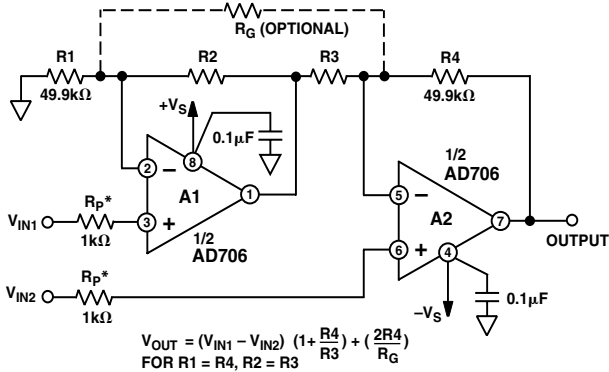 R_G (OPTIONAL)
R1
R2
R3
R4
49.9kΩ
49.9kΩ
+V_S
0.1µF
1/2
AD706
2
−
8
A1
1
3
+
5
−
A2
7
6
+
4
V_IN1
R_P*
1kΩ
1/2
AD706
OUTPUT
V_IN2
R_P*
1kΩ
−V_S
0.1µF
V_OUT = (V_IN1 – V_IN2) (1+ R4/R3) + (2R4/R_G)
FOR R1 = R4, R2 = R3